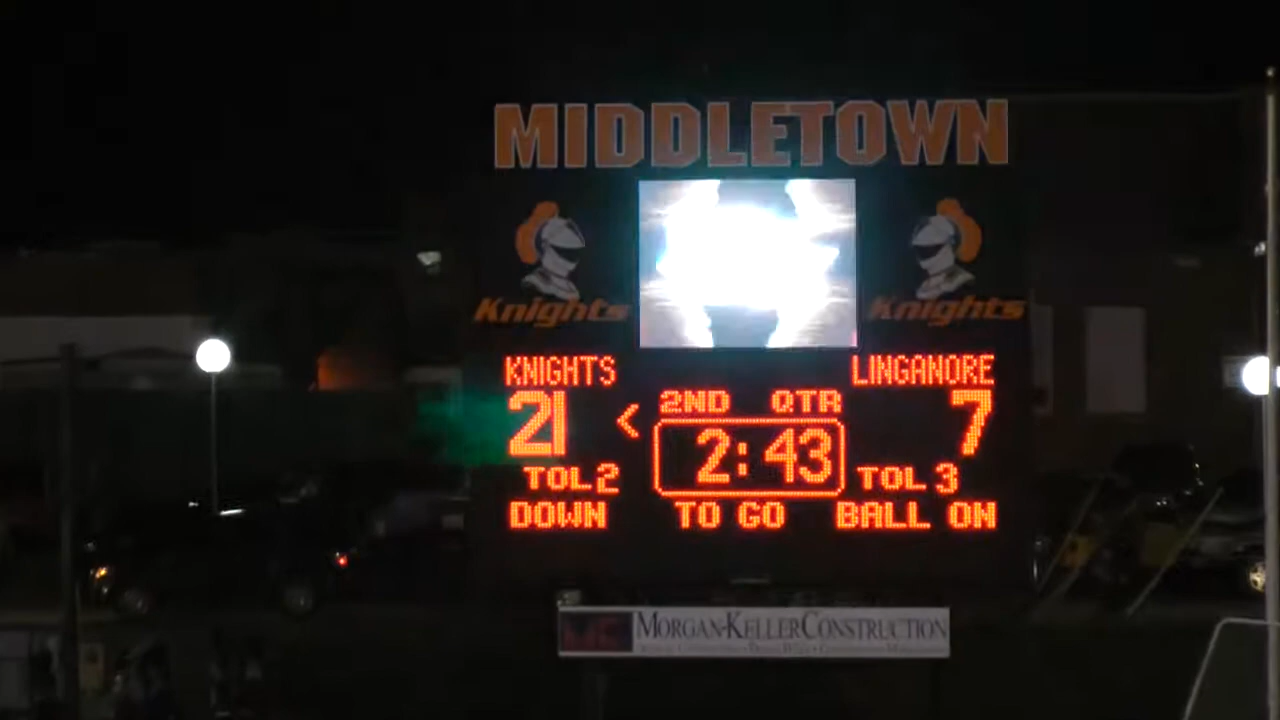 MIDDLETOWN
Knights Knights
KNIGHTS LINGANORE
21 < 2ND QTR 7
2:43
TOL 2 TOL 3
DOWN TO GO BALL ON
MORGAN-KELLER CONSTRUCTION